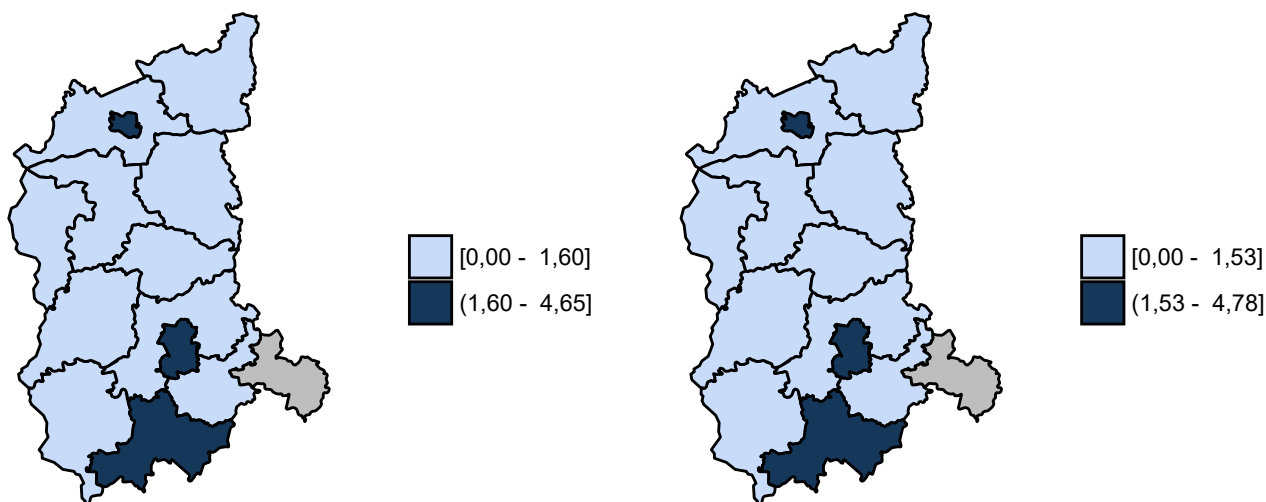 [0,00 -  1,60]
(1,60 -  4,65]
[0,00 -  1,53]
(1,53 -  4,78]